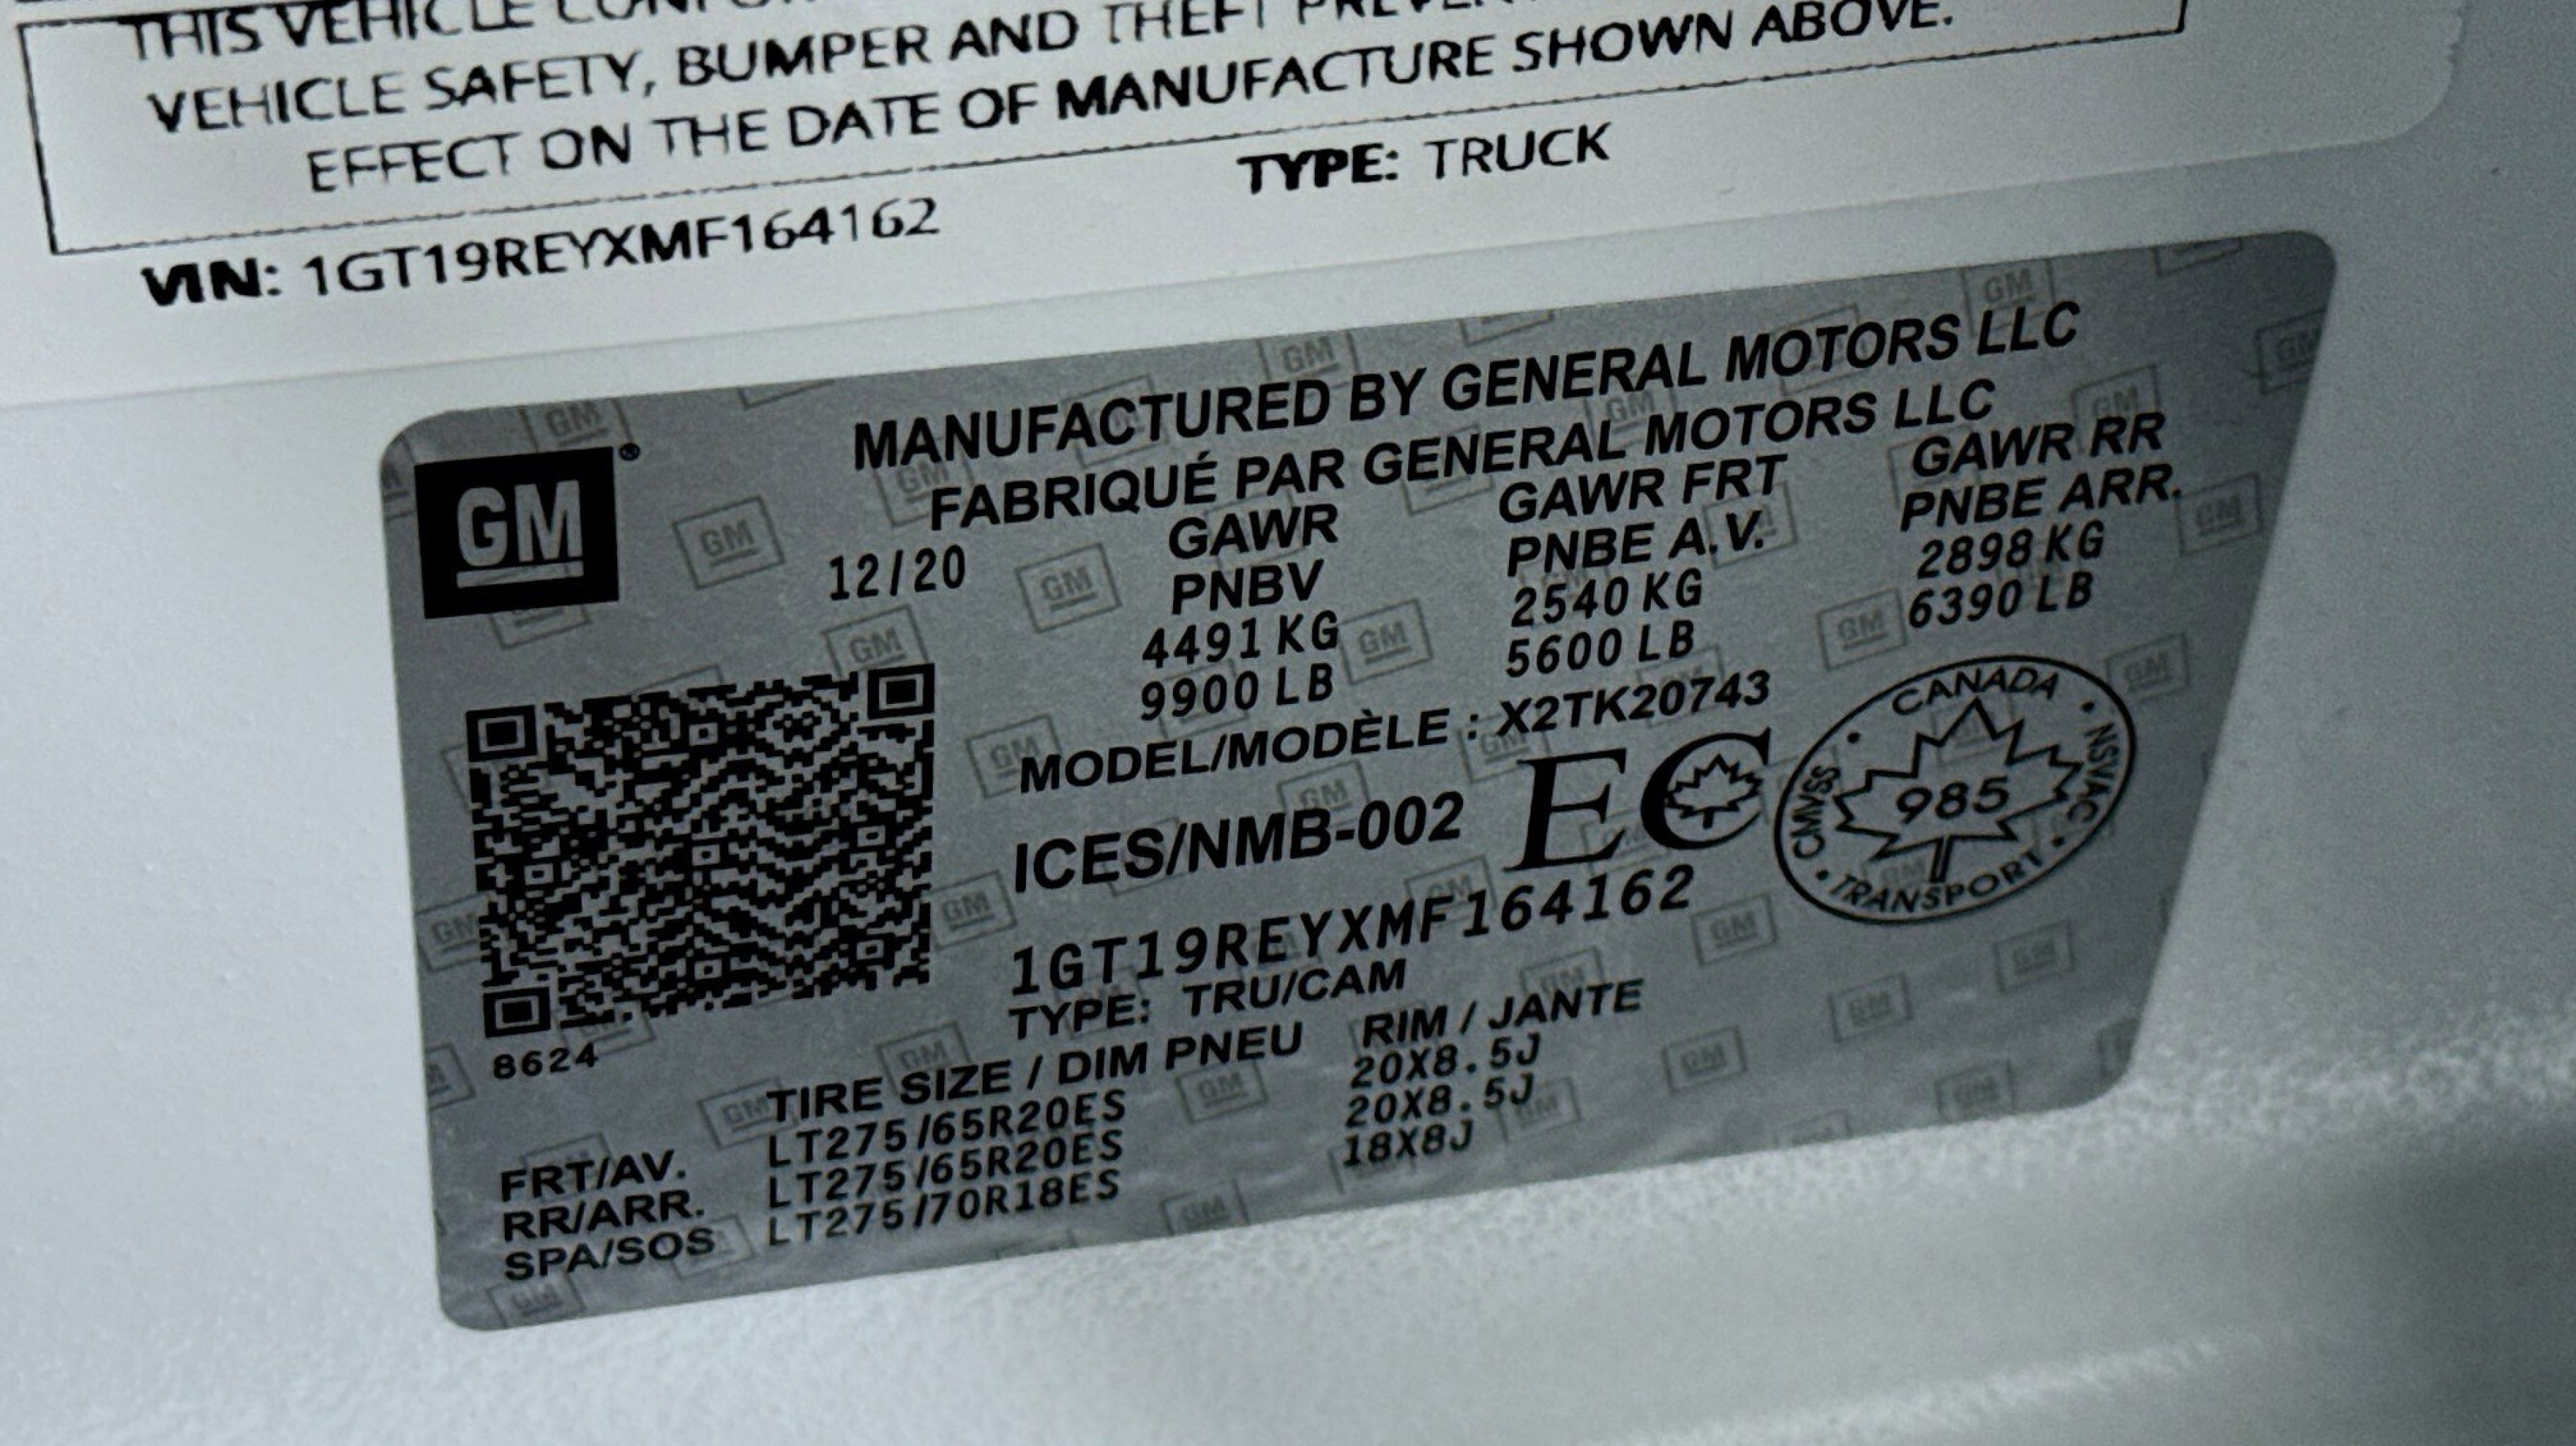 THIS VEHICLE
VEHICLE SAFETY, BUMPER AND THEFT
EFFECT ON THE DATE OF MANUFACTURE SHOWN ABOVE.
VIN: 1GT19REYXMF164162 TYPE: TRUCK
GM®
MANUFACTURED BY GENERAL MOTORS LLC
FABRIQUÉ PAR GENERAL MOTORS LLC
12/20 GAWR GAWR FRT GAWR RR
PNBV PNBE A.V. PNBE ARR.
4491 KG 2540 KG 2898 KG
9900 LB 5600 LB 6390 LB
MODEL/MODÈLE : X2TK20743
ICES/NMB-002 EC
CANADA • NSVAC • TRANSPORT • CMVSS •
985
1GT19REYXMF164162
TYPE: TRU/CAM
8624
TIRE SIZE / DIM PNEU RIM / JANTE
FRT/AV. LT275/65R20ES 20X8.5J
RR/ARR. LT275/65R20ES 20X8.5J
SPA/SOS LT275/70R18ES 18X8J